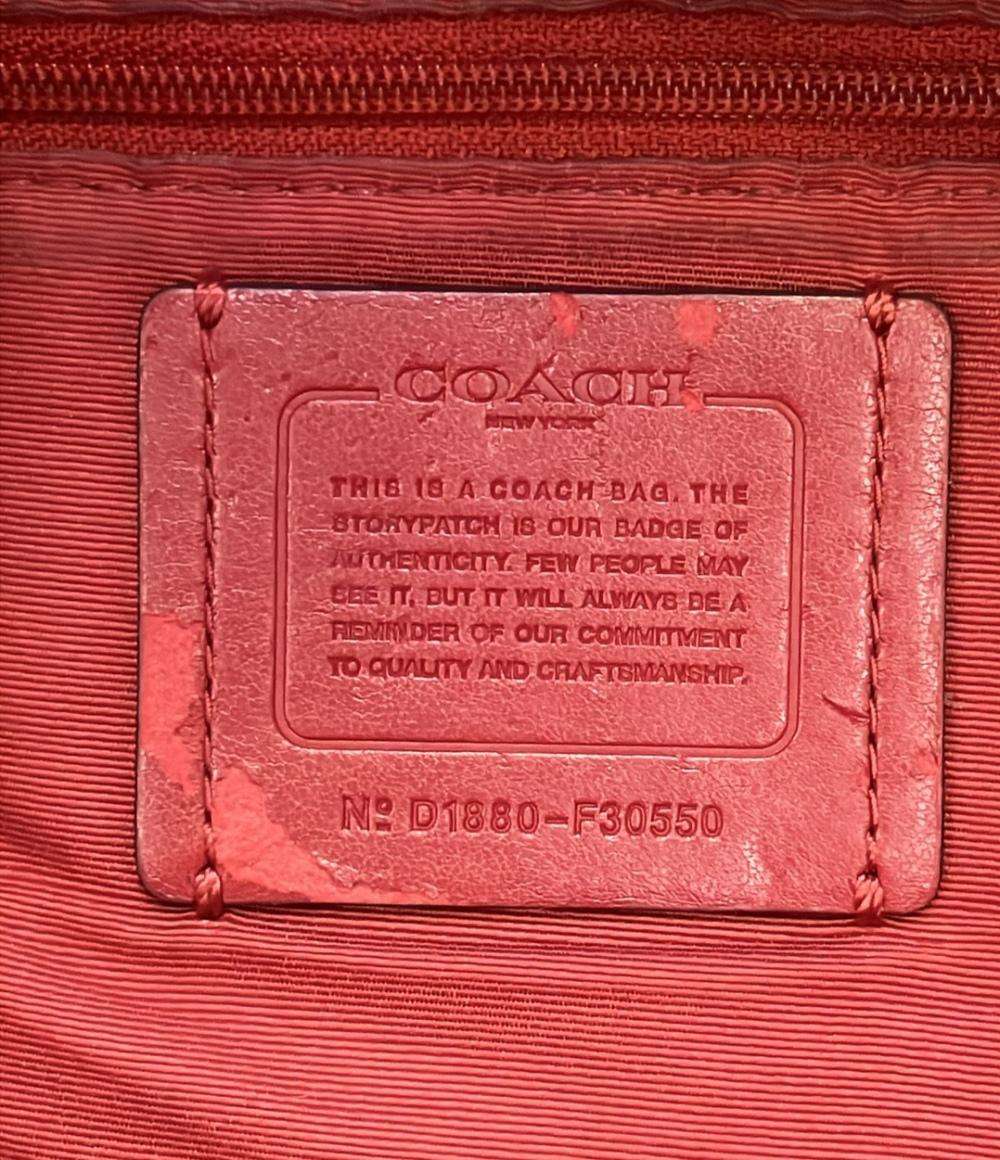 COACH
NEW YORK
THIS IS A COACH BAG. THE
STORYPATCH IS OUR BADGE OF
AUTHENTICITY. FEW PEOPLE MAY
SEE IT, BUT IT WILL ALWAYS BE A
REMINDER OF OUR COMMITMENT
TO QUALITY AND CRAFTSMANSHIP.
Nº D1880-F30550